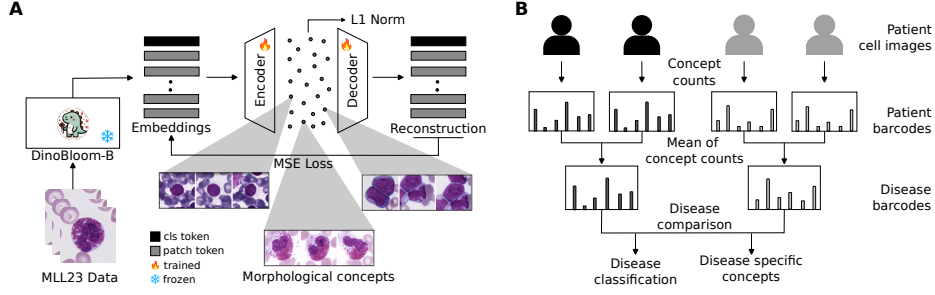 A
L1 Norm
Encoder
Decoder
Embeddings
Reconstruction
DinoBloom-B
MSE Loss
MLL23 Data
cls token
patch token
trained
frozen
Morphological concepts
B
Patient
cell images
Concept
counts
Patient
barcodes
Mean of
concept counts
Disease
barcodes
Disease
comparison
Disease
classification
Disease specific
concepts